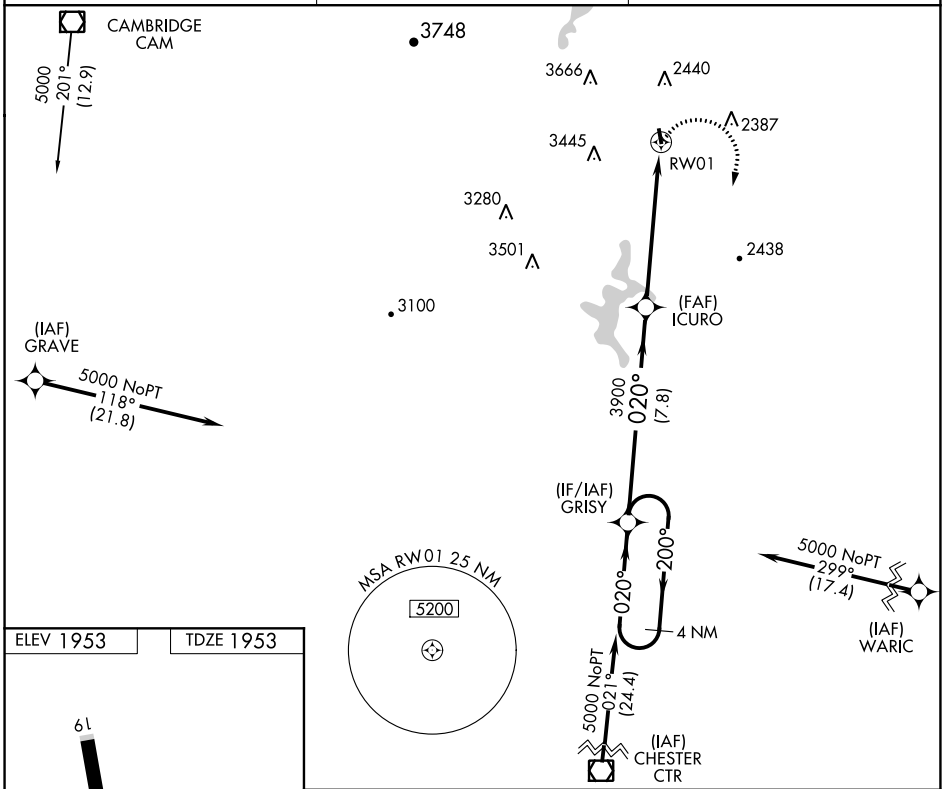 CAMBRIDGE
CAM
5000
201°
(12.9)
3748
3666
2440
2387
3445
RW01
3280
3501
2438
3100
(FAF)
ICURO
(IAF)
GRAVE
5000 NoPT
118°
(21.8)
3900
020°
(7.8)
(IF/IAF)
GRISY
200°
020°
4 NM
5000 NoPT
299°
(17.4)
(IAF)
WARIC
MSA RW01 25 NM
5200
5000 NoPT
021°
(24.4)
(IAF)
CHESTER
CTR
ELEV 1953
TDZE 1953
19